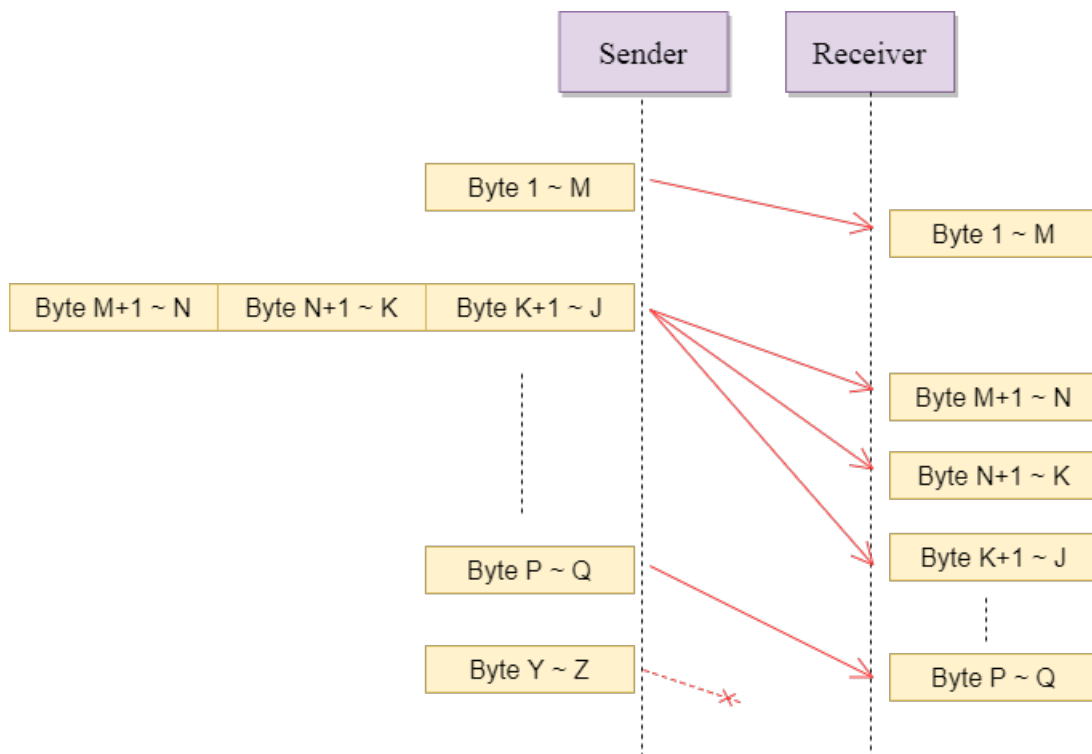 Sender
Receiver
Byte 1 ~ M
Byte 1 ~ M
Byte M+1 ~ N
Byte N+1 ~ K
Byte K+1 ~ J
Byte M+1 ~ N
Byte N+1 ~ K
Byte K+1 ~ J
Byte P ~ Q
Byte Y ~ Z
Byte P ~ Q